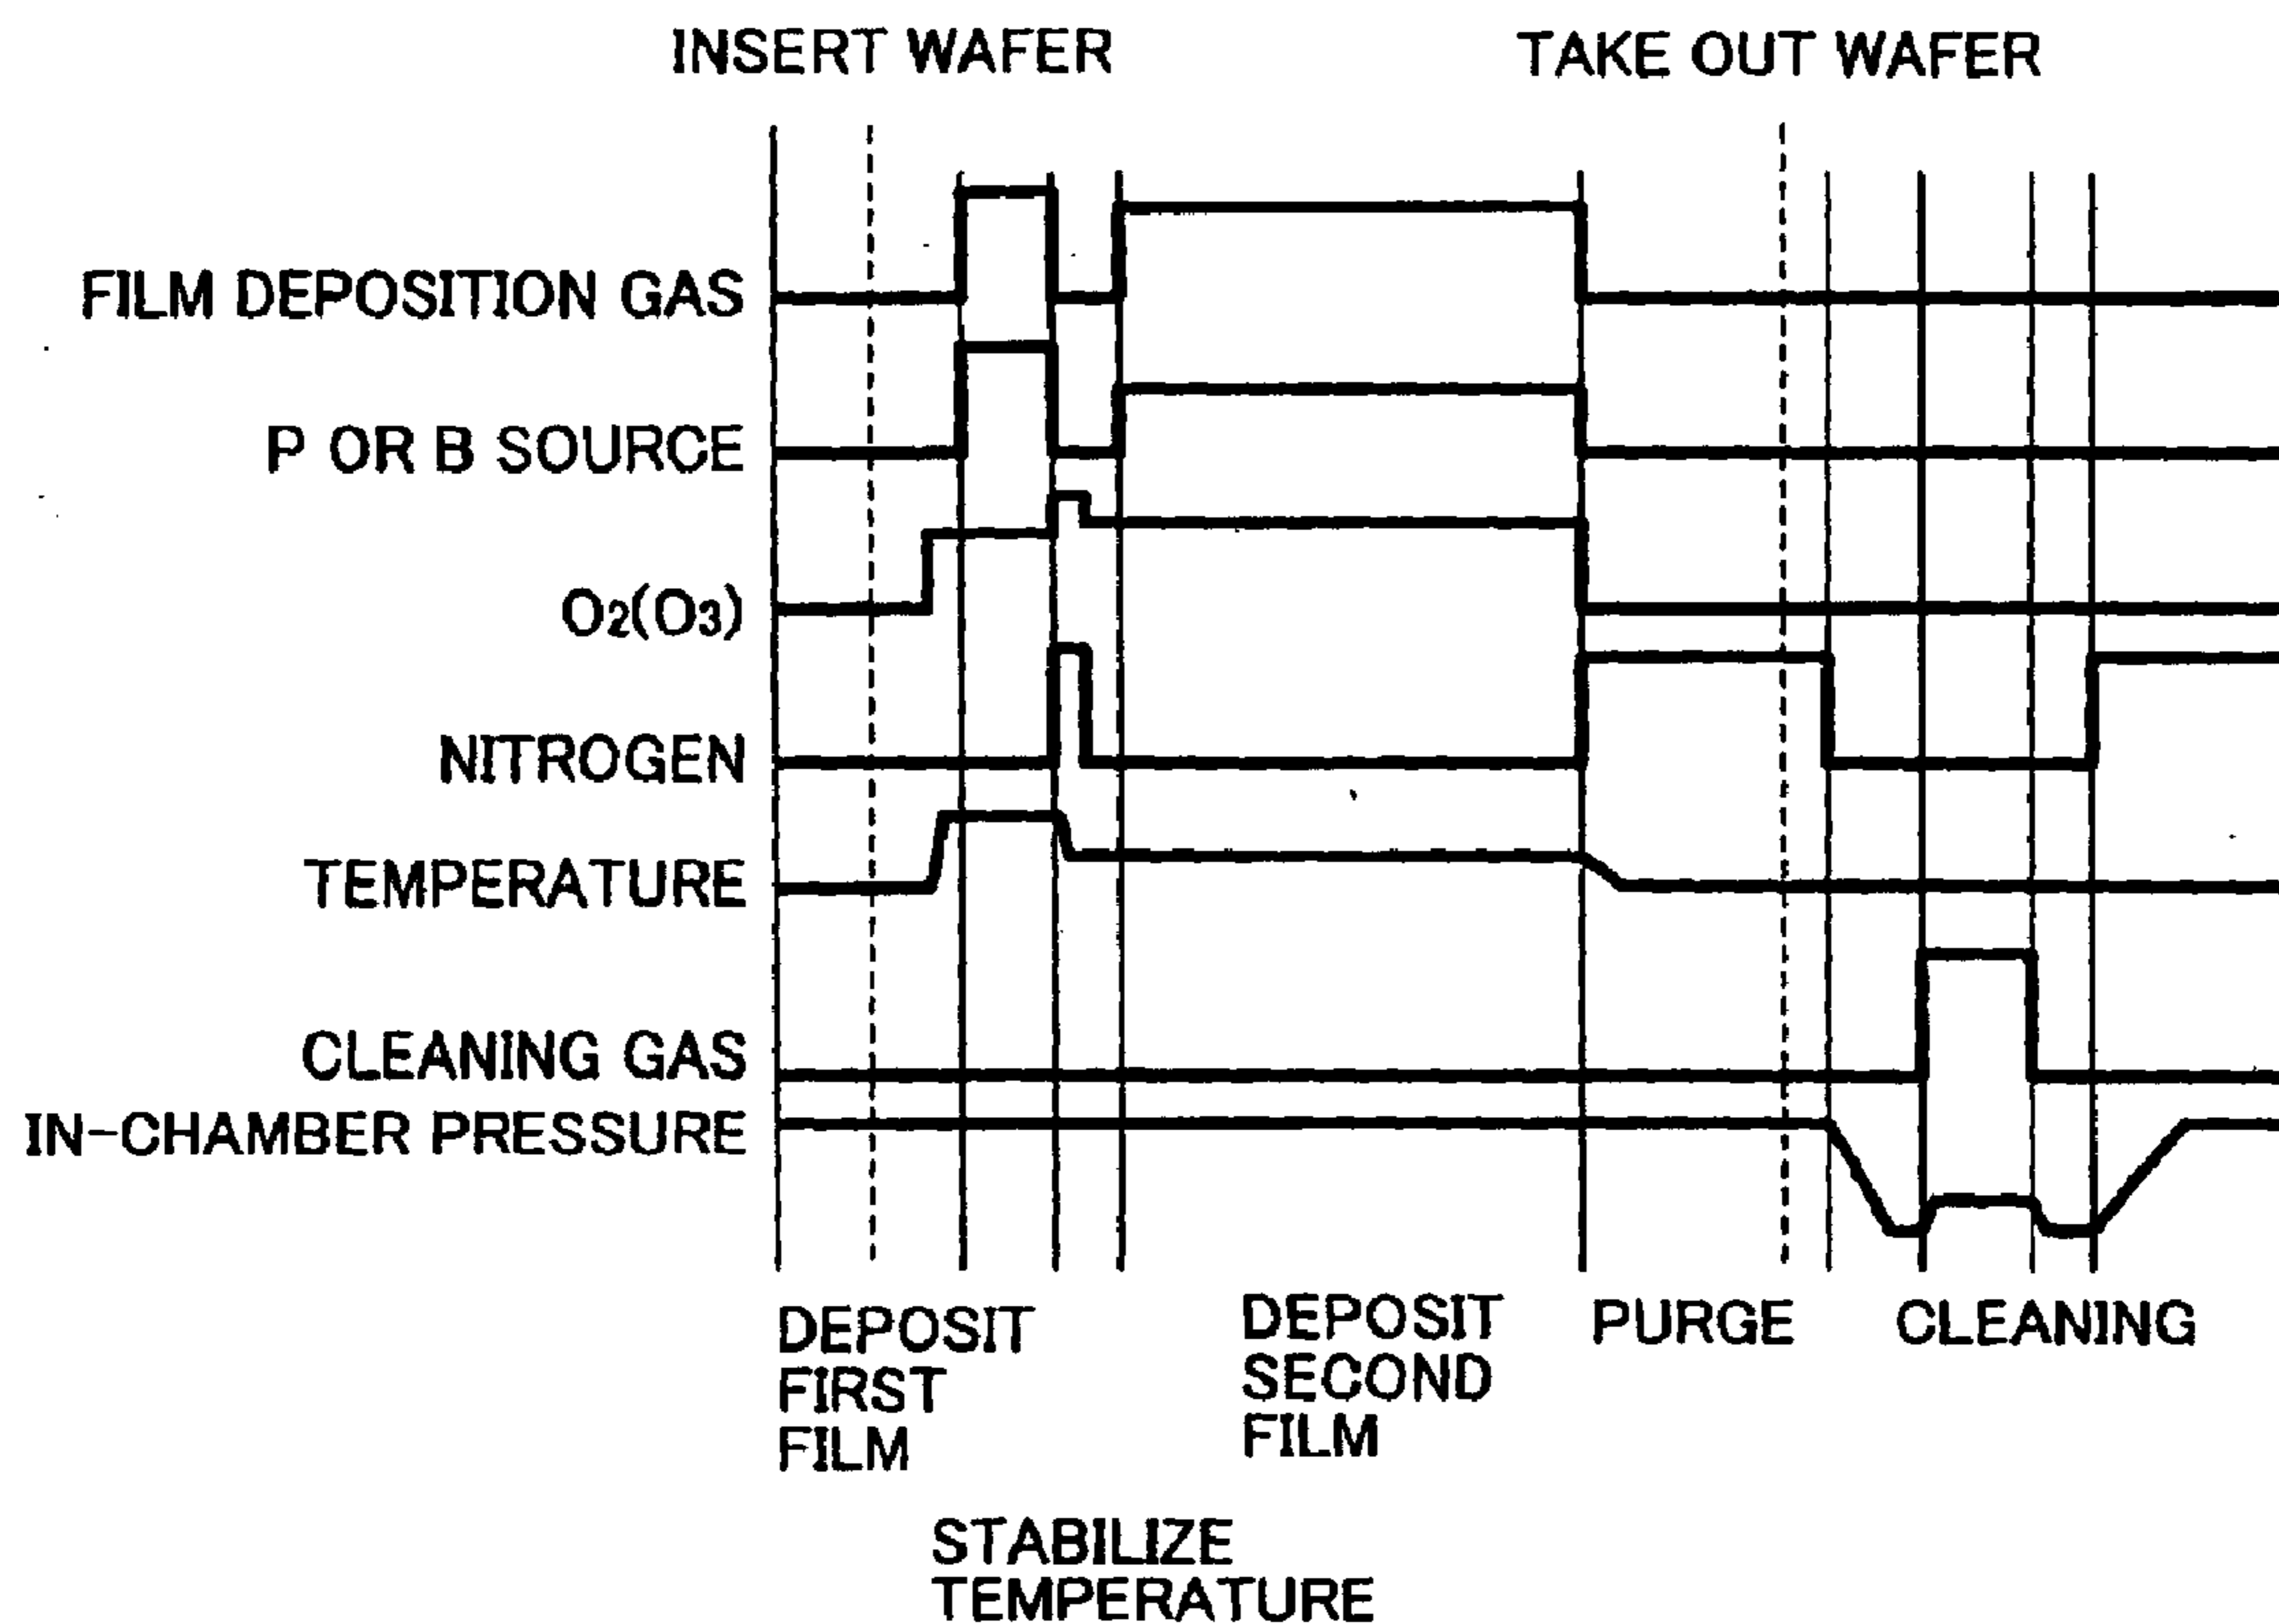 INSERT WAFER
TAKE OUT WAFER
FILM DEPOSITION GAS
P OR B SOURCE
O2(O3)
NITROGEN
TEMPERATURE
CLEANING GAS
IN-CHAMBER PRESSURE
DEPOSIT
FIRST
FILM
DEPOSIT
SECOND
FILM
PURGE
CLEANING
STABILIZE
TEMPERATURE